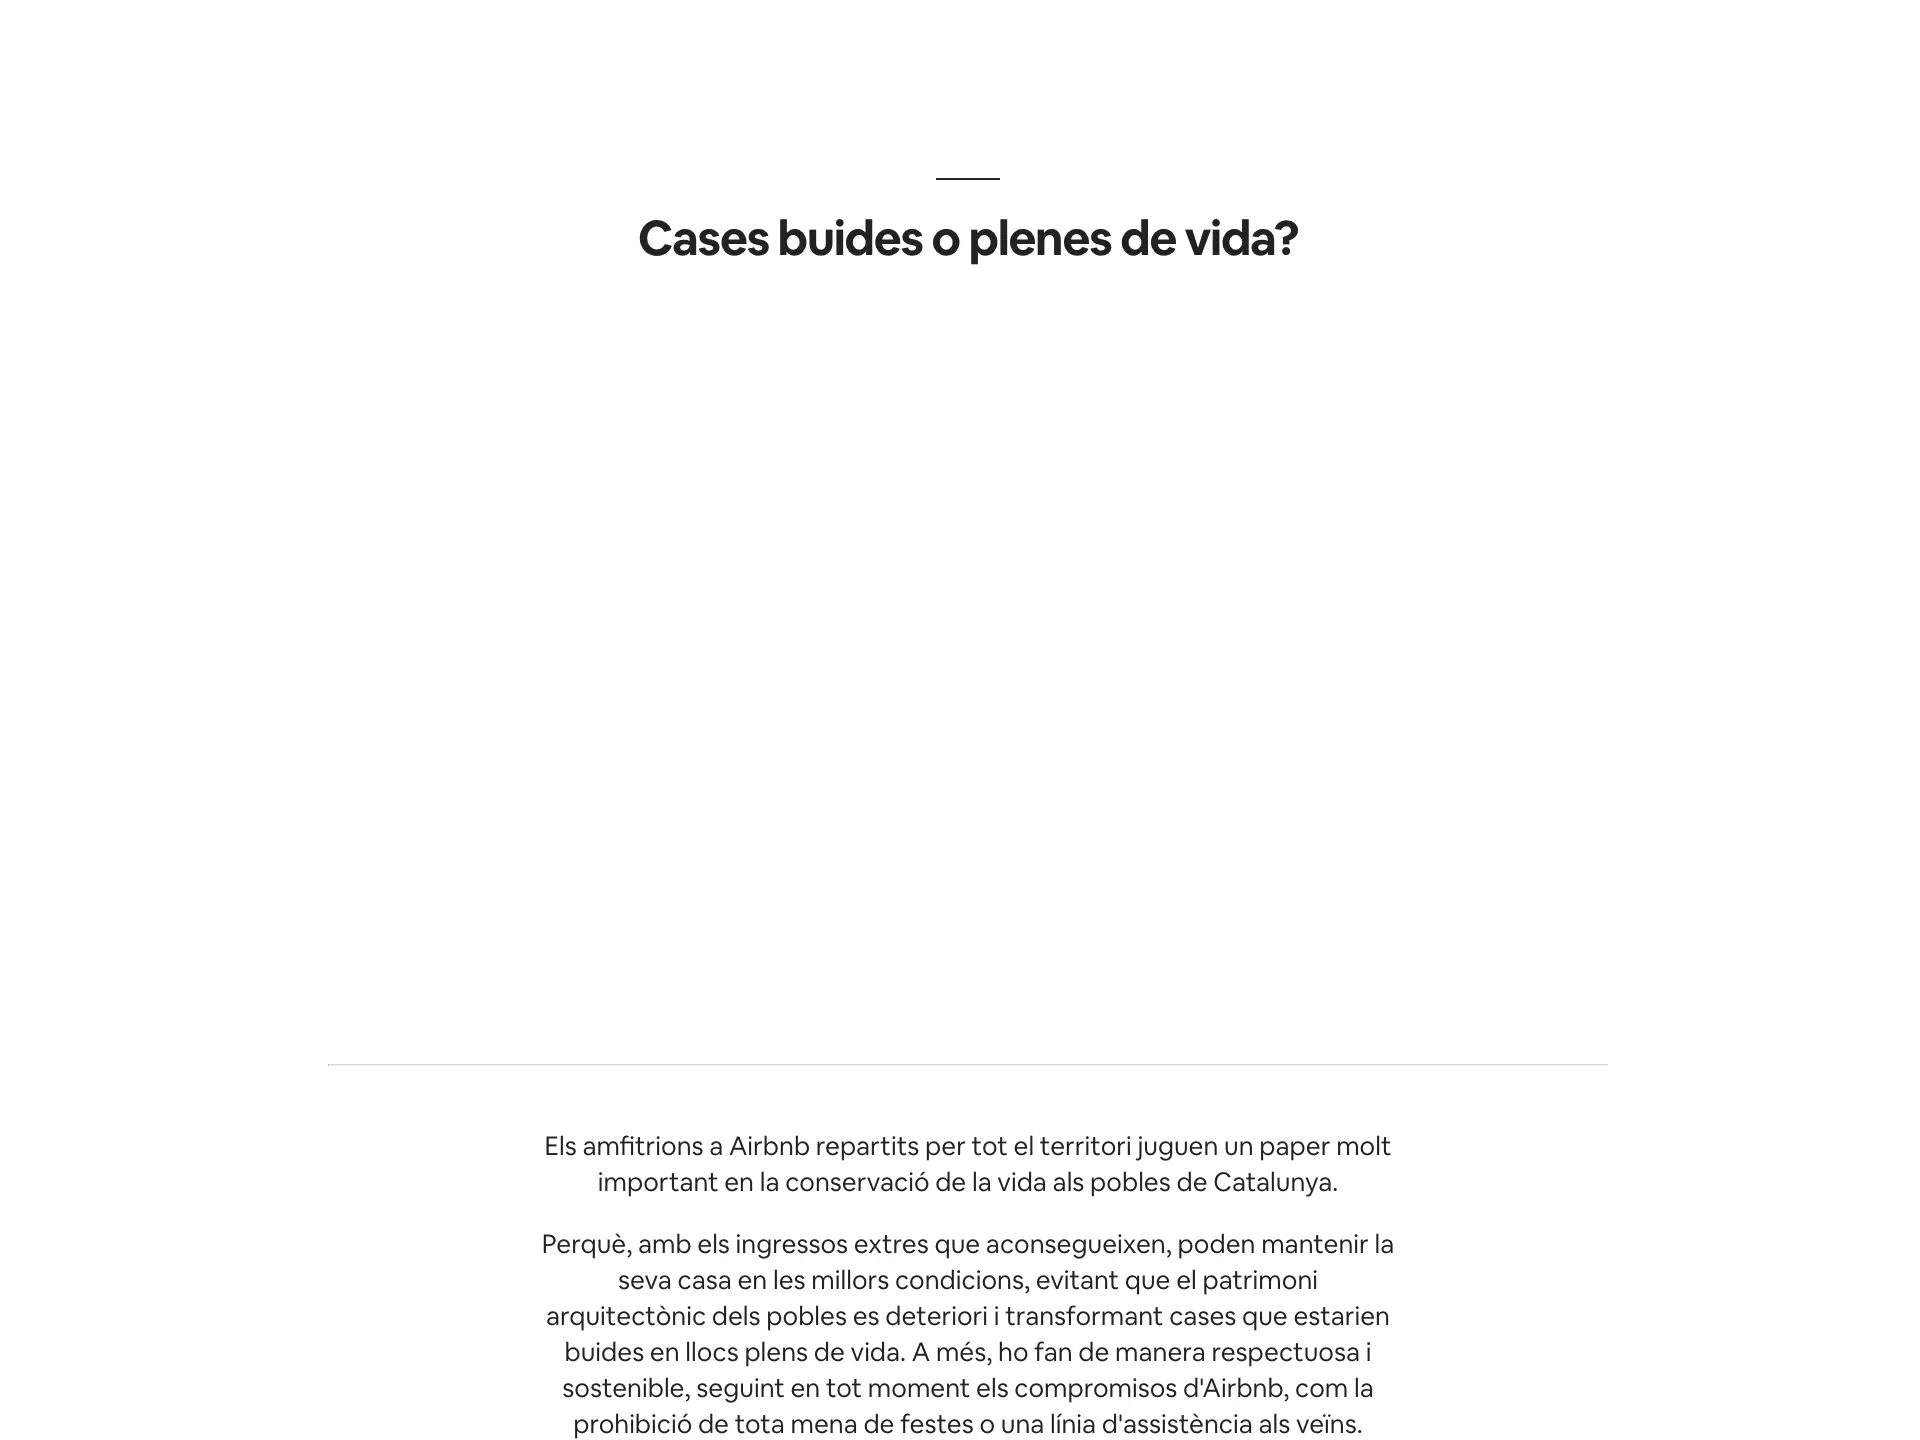 Cases buides o plenes de vida?
Els amfitrions a Airbnb repartits per tot el territori juguen un paper molt
important en la conservació de la vida als pobles de Catalunya.
Perquè, amb els ingressos extres que aconsegueixen, poden mantenir la
seva casa en les millors condicions, evitant que el patrimoni
arquitectònic dels pobles es deteriori i transformant cases que estarien
buides en llocs plens de vida. A més, ho fan de manera respectuosa i
sostenible, seguint en tot moment els compromisos d'Airbnb, com la
prohibició de tota mena de festes o una línia d'assistència als veïns.